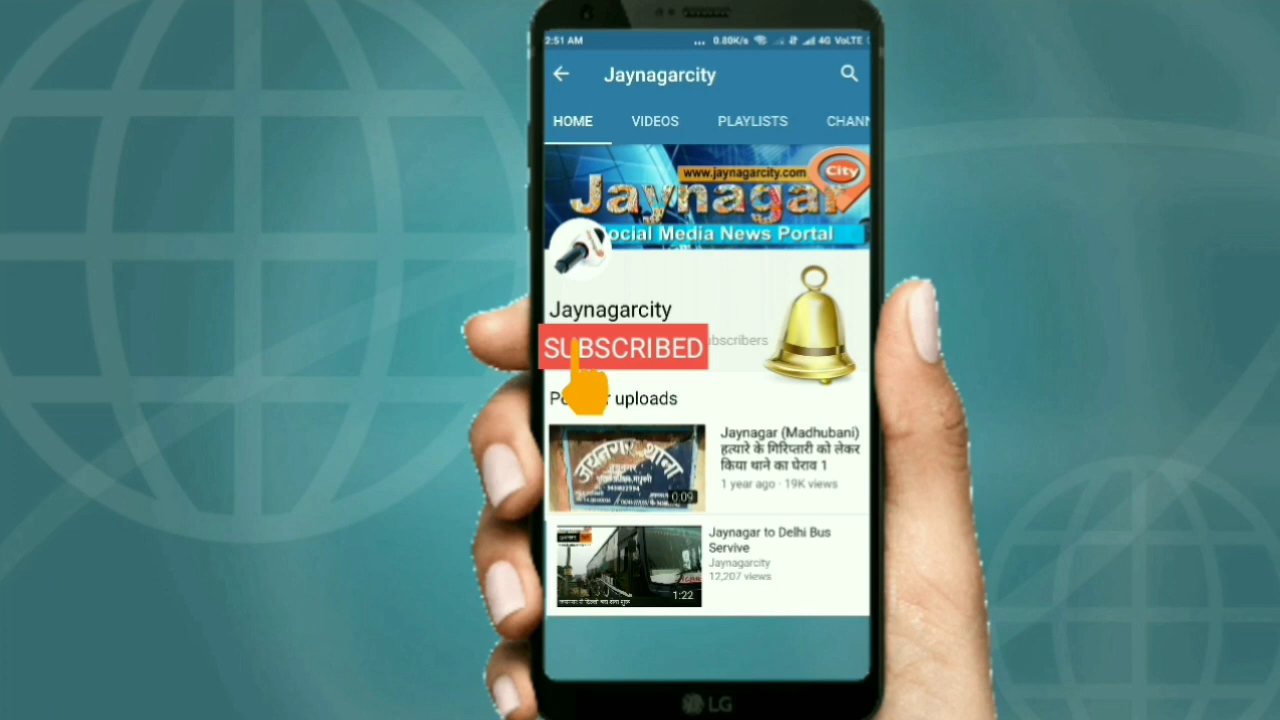 2:51 AM ... 0.80K/s 4G VoLTE
Jaynagarcity
HOME VIDEOS PLAYLISTS CHANN
www.jaynagarcity.com
City
Jaynagar
ocial Media News Portal
Jaynagarcity
SUBSCRIBED bscribers
uploads
जयनगर थाना
0:09
Jaynagar (Madhubani)
हत्यारे के गिरिप्तारी को लेकर
किया थाने का घेराव 1
1 year ago · 19K views
Jaynagar to Delhi Bus
Servive
Jaynagarcity
12,207 views
1:22
LG